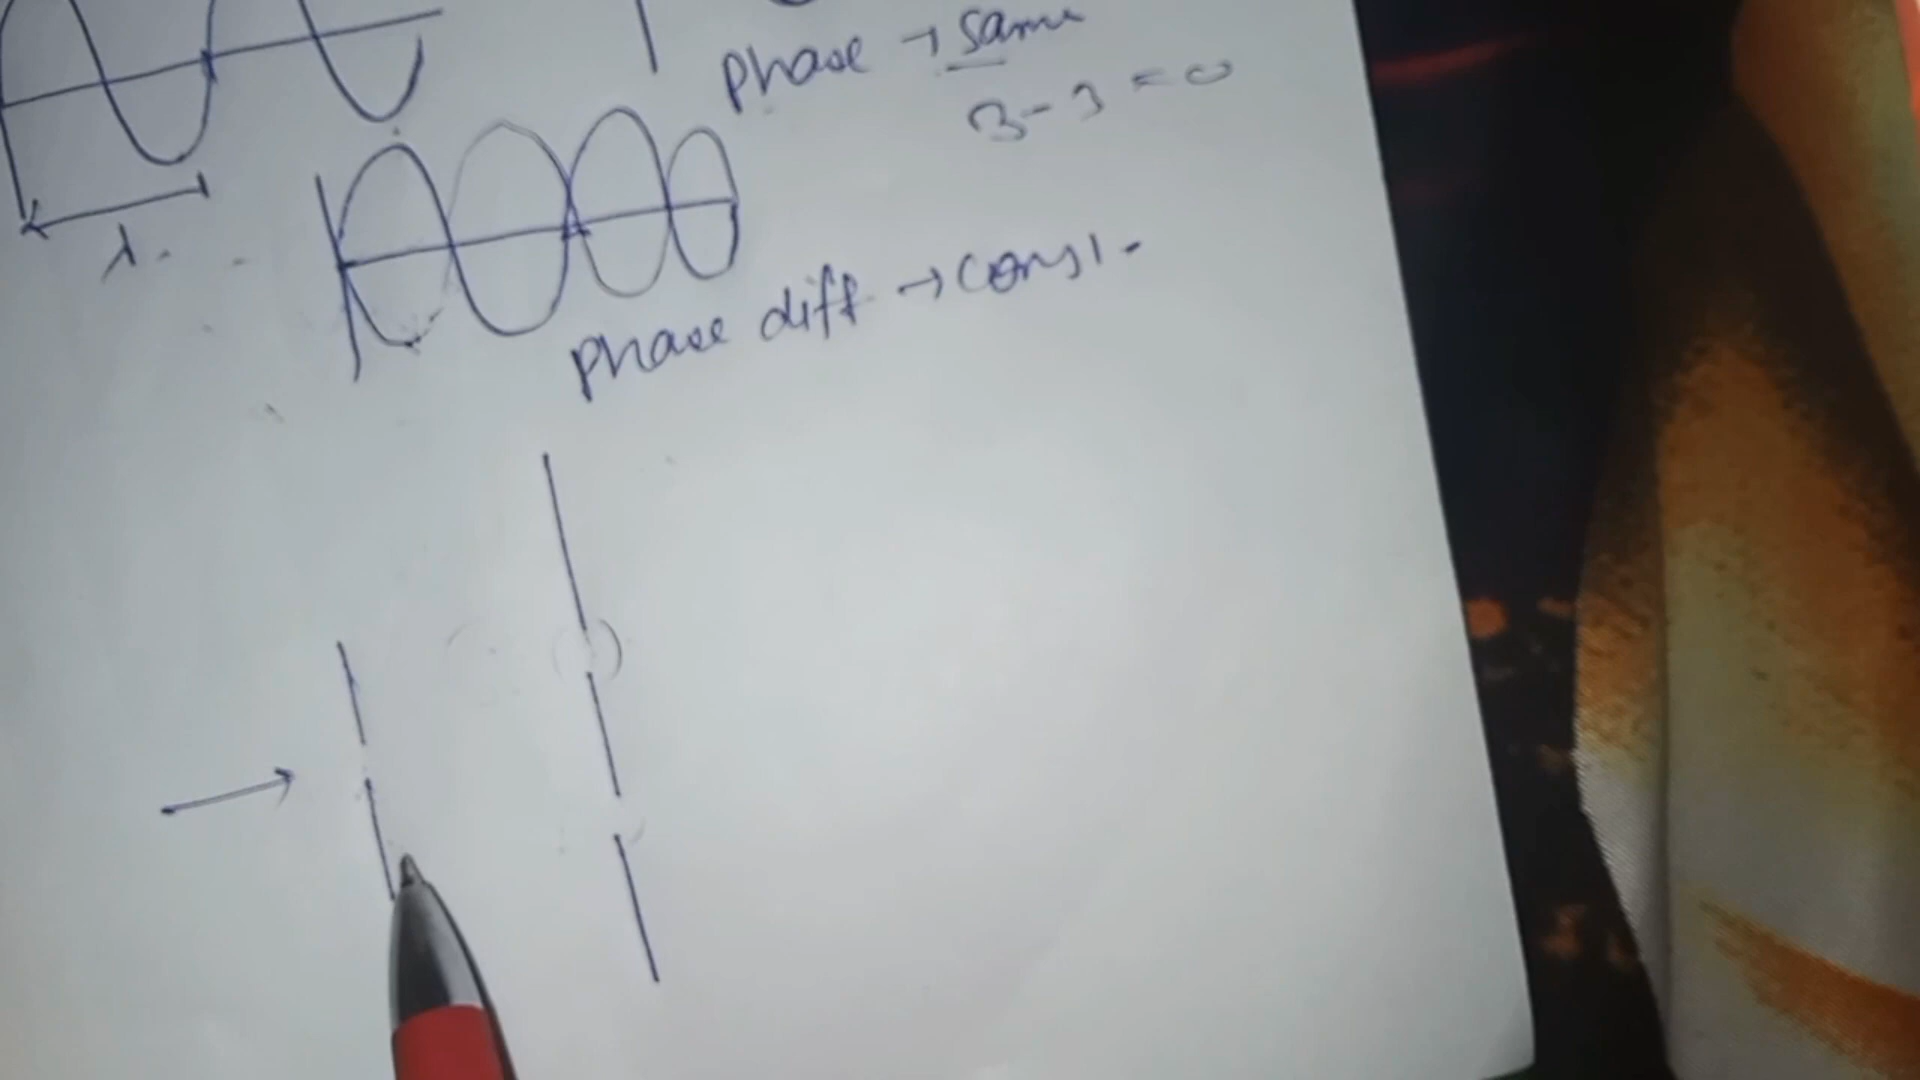 phase → same
3 - 3 = 0
λ.
phase diff → const.